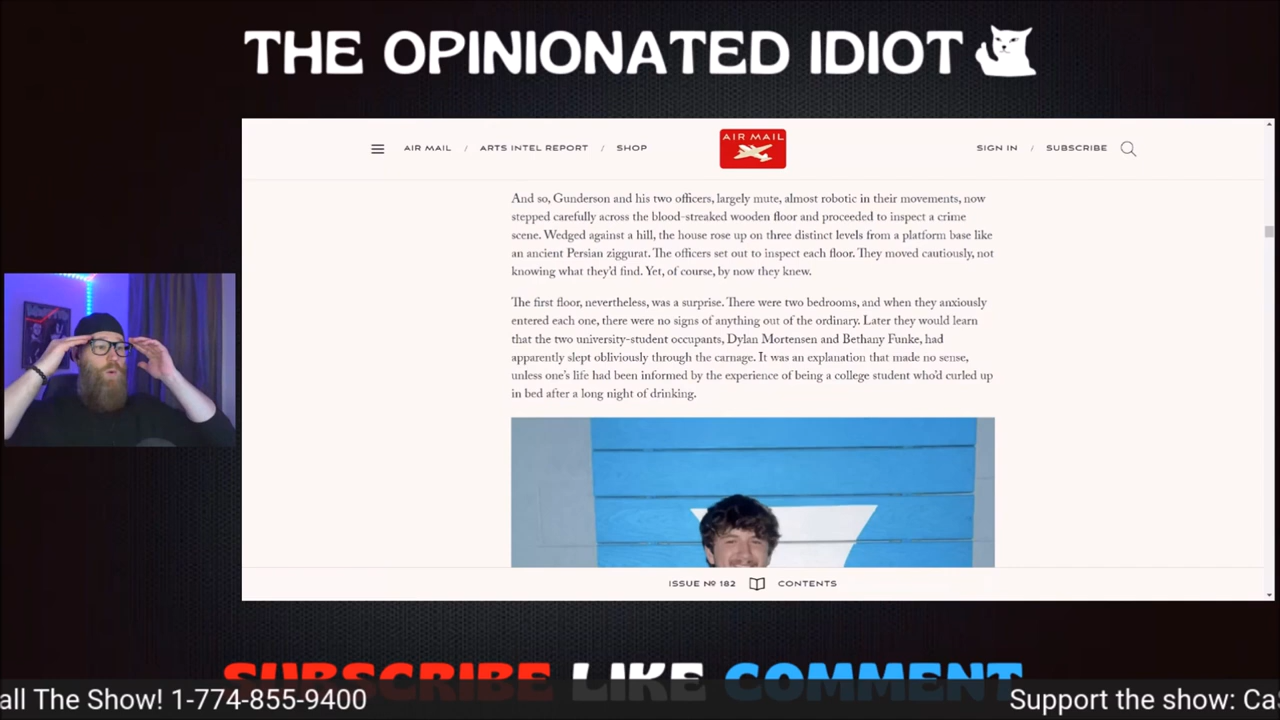 THE OPINIONATED IDIOT
AIR MAIL / ARTS INTEL REPORT / SHOP
AIR MAIL
SIGN IN / SUBSCRIBE
And so, Gunderson and his two officers, largely mute, almost robotic in their movements, now
stepped carefully across the blood-streaked wooden floor and proceeded to inspect a crime
scene. Wedged against a hill, the house rose up on three distinct levels from a platform base like
an ancient Persian ziggurat. The officers set out to inspect each floor. They moved cautiously, not
knowing what they'd find. Yet, of course, by now they knew.
The first floor, nevertheless, was a surprise. There were two bedrooms, and when they anxiously
entered each one, there were no signs of anything out of the ordinary. Later they would learn
that the two university-student occupants, Dylan Mortensen and Bethany Funke, had
apparently slept obliviously through the carnage. It was an explanation that made no sense,
unless one's life had been informed by the experience of being a college student who'd curled up
in bed after a long night of drinking.
ISSUE Nº 182 CONTENTS
SUBSCRIBE LIKE COMMENT
all The Show! 1-774-855-9400
Support the show: Ca